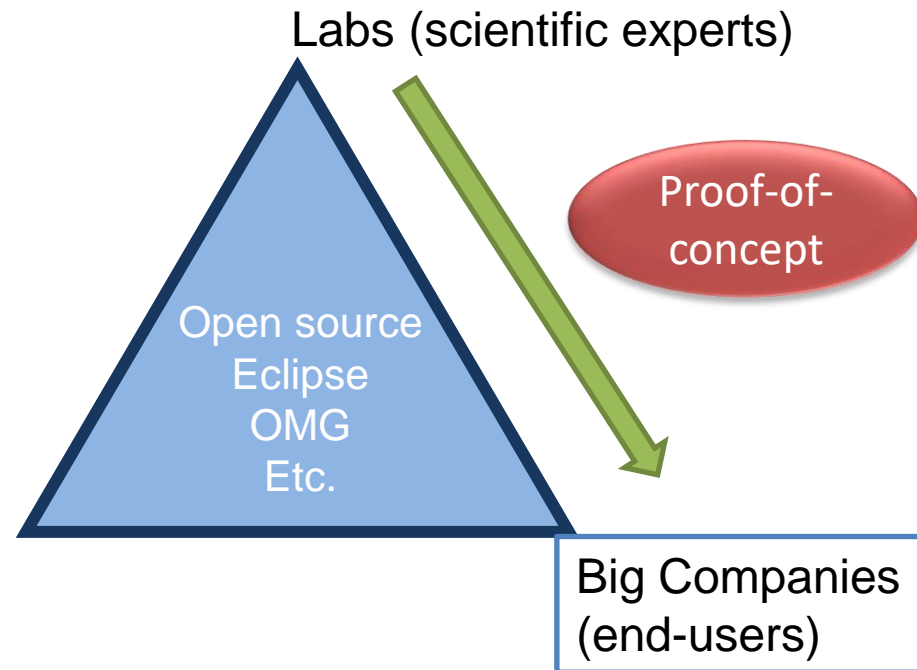 Labs (scientific experts)
Proof-of-
concept
Open source
Eclipse
OMG
Etc.
Big Companies
(end-users)